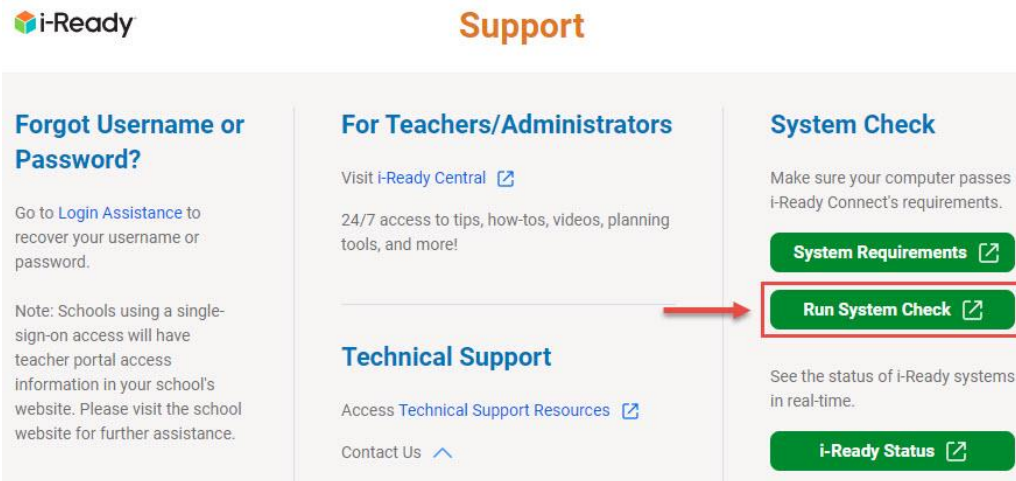 i-Ready
Support
Forgot Username or
Password?
Go to Login Assistance to
recover your username or
password.
Note: Schools using a single-
sign-on access will have
teacher portal access
information in your school's
website. Please visit the school
website for further assistance.
For Teachers/Administrators
Visit i-Ready Central
24/7 access to tips, how-tos, videos, planning
tools, and more!
Technical Support
Access Technical Support Resources
Contact Us
System Check
Make sure your computer passes
i-Ready Connect's requirements.
System Requirements
Run System Check
See the status of i-Ready systems
in real-time.
i-Ready Status